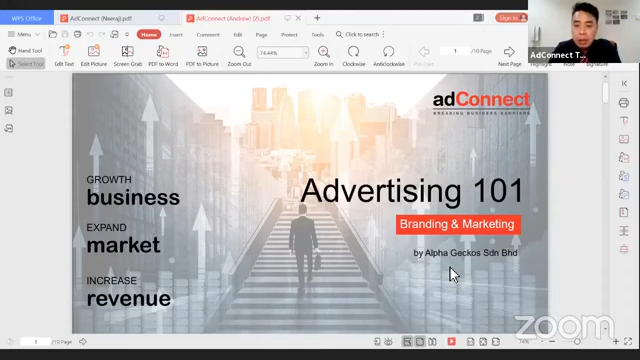 WPS Office
AdConnect (Neeraj).pdf
AdConnect (Andrew) (2).pdf
Sign in
Menu
Home
Insert
Comment
Edit
Page
Protect
Tools
Click to search
Hand Tool
Select Tool
Edit Text
Edit Picture
Screen Grab
PDF to Word
PDF to Picture
74.44%
Zoom Out
Zoom In
Clockwise
Anticlockwise
1
/10 Page
Previous Page
Next Page
Highlight
Note
Signature
AdConnect T...
adConnect
BREAKING BUSINESS BARRIERS
GROWTH
business
EXPAND
market
INCREASE
revenue
Advertising 101
Branding & Marketing
by Alpha Geckos Sdn Bhd
1
/10 Page
74%
zoom